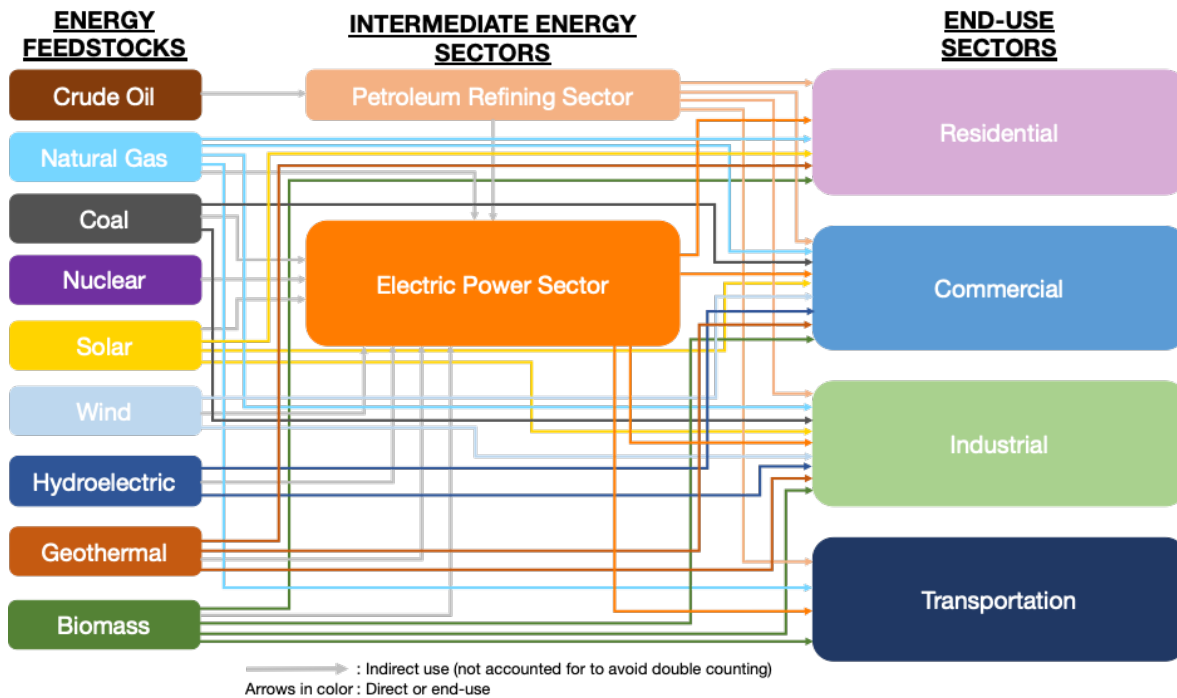 ENERGY
FEEDSTOCKS
INTERMEDIATE ENERGY
SECTORS
END-USE
SECTORS
Crude Oil
Petroleum Refining Sector
Residential
Natural Gas
Coal
Electric Power Sector
Commercial
Nuclear
Solar
Wind
Industrial
Hydroelectric
Geothermal
Transportation
Biomass
: Indirect use (not accounted for to avoid double counting)
Arrows in color : Direct or end-use